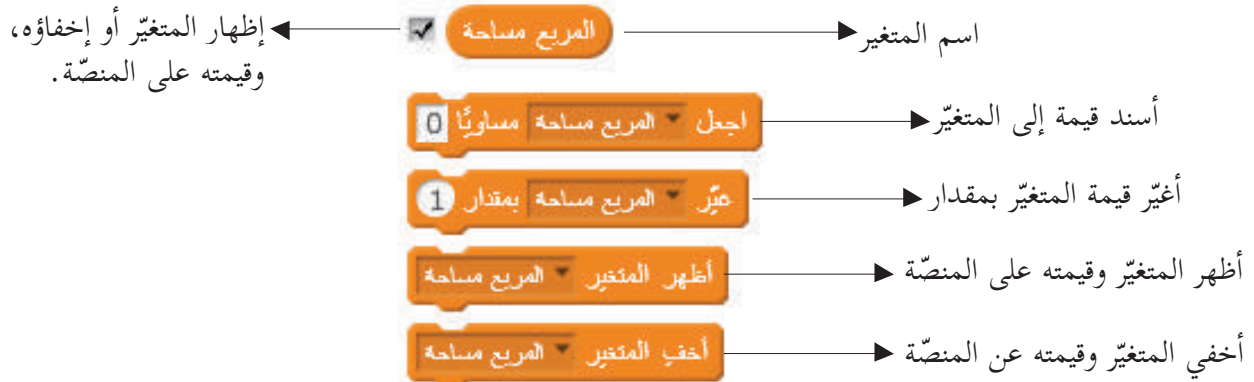 اسم المتغير
المربع مساحة
إظهار المتغيّر أو إخفاؤه،
وقيمته على المنصّة.
أسند قيمة إلى المتغيّر
اجعل المربع مساحة مساويًا 0
أغيّر قيمة المتغيّر بمقدار
غيّر المربع مساحة بمقدار 1
أظهر المتغيّر وقيمته على المنصّة
أظهر المتغير المربع مساحة
أخفي المتغيّر وقيمته عن المنصّة
أخفِ المتغير المربع مساحة